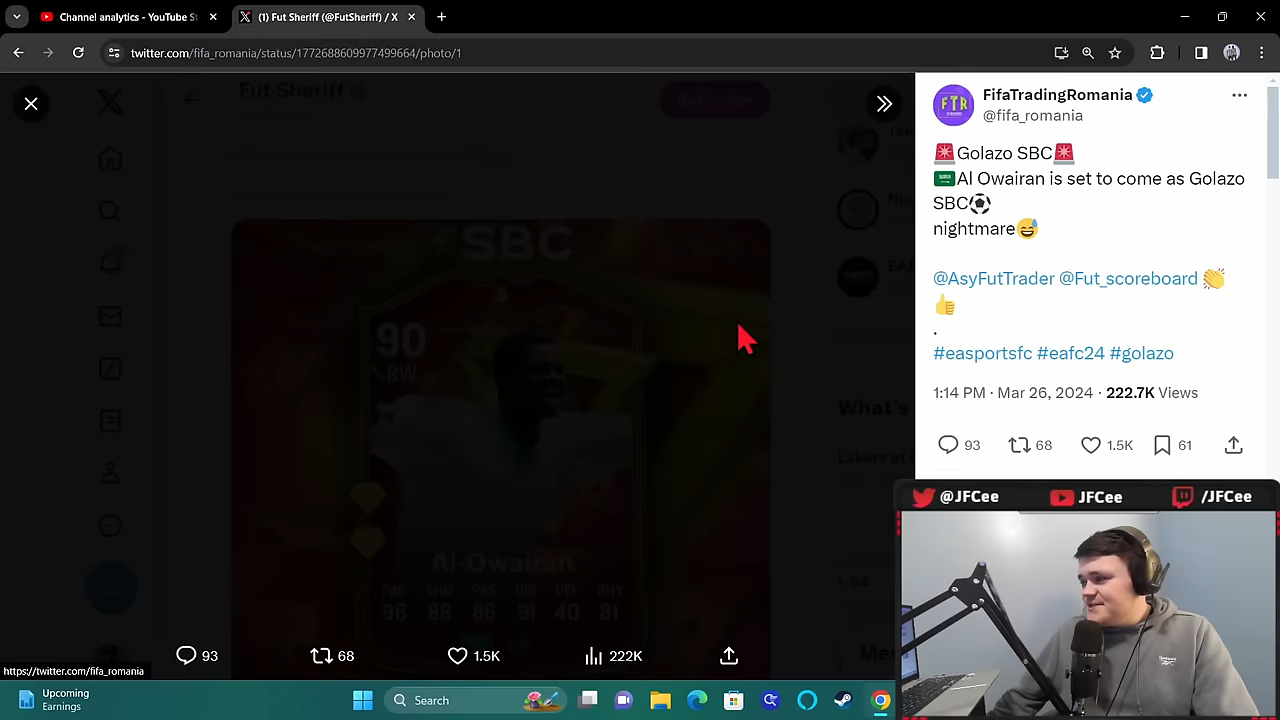 Channel analytics - YouTube St
(1) Fut Sheriff (@FutSheriff) / X
twitter.com/fifa_romania/status/1772688609977499664/photo/1
Fut Sheriff
Subscribe
FifaTradingRomania
@fifa_romania
🚨Golazo SBC🚨
🇸🇦Al Owairan is set to come as Golazo
SBC⚽
nightmare😅
@AsyFutTrader @Fut_scoreboard 👏
👍
.
#easportsfc #eafc24 #golazo
1:14 PM · Mar 26, 2024 · 222.7K Views
93 68 1.5K 61
SBC
90
RW
Al-Owairan
PAC SHO PAS DRI DEF PHY
96 88 86 91 40 81
What's
Lakers at
93 68 1.5K 222K
@JFCee JFCee /JFCee
FTR
Reebok
https://twitter.com/fifa_romania
Upcoming
Earnings
Search